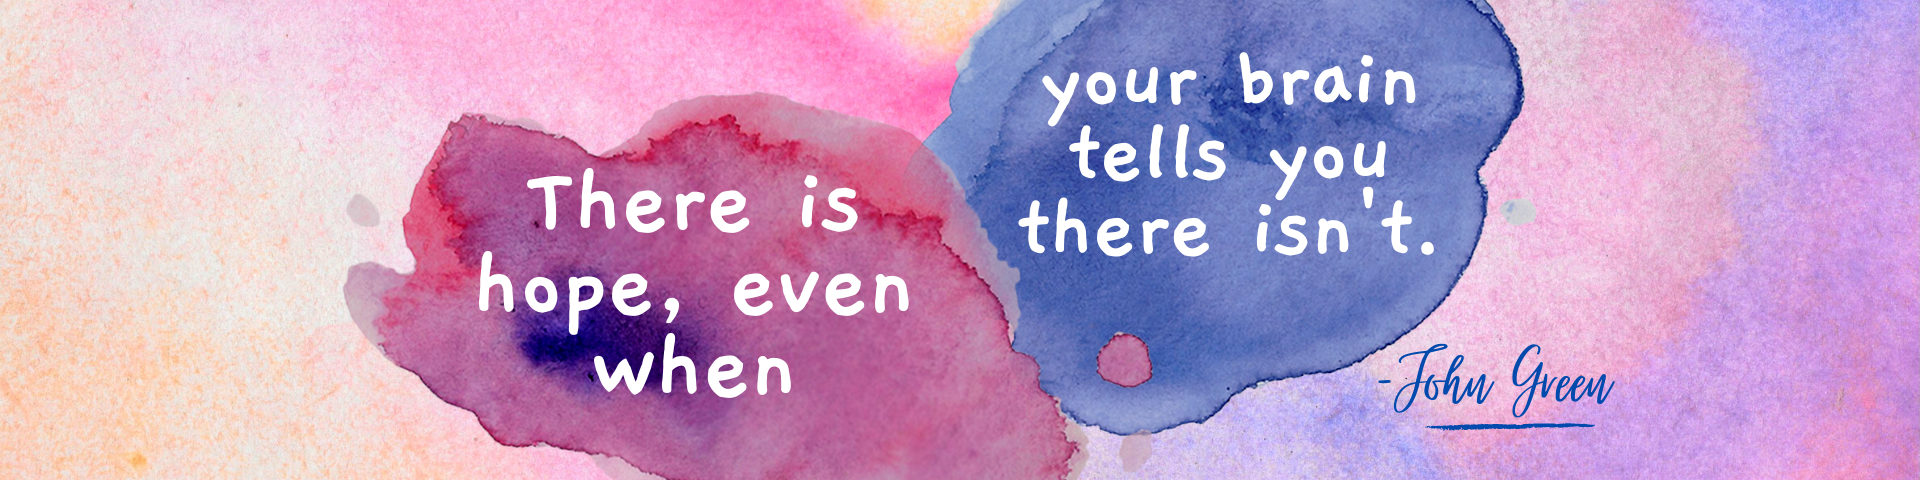 There is
hope, even
when
your brain
tells you
there isn't.
-John Green